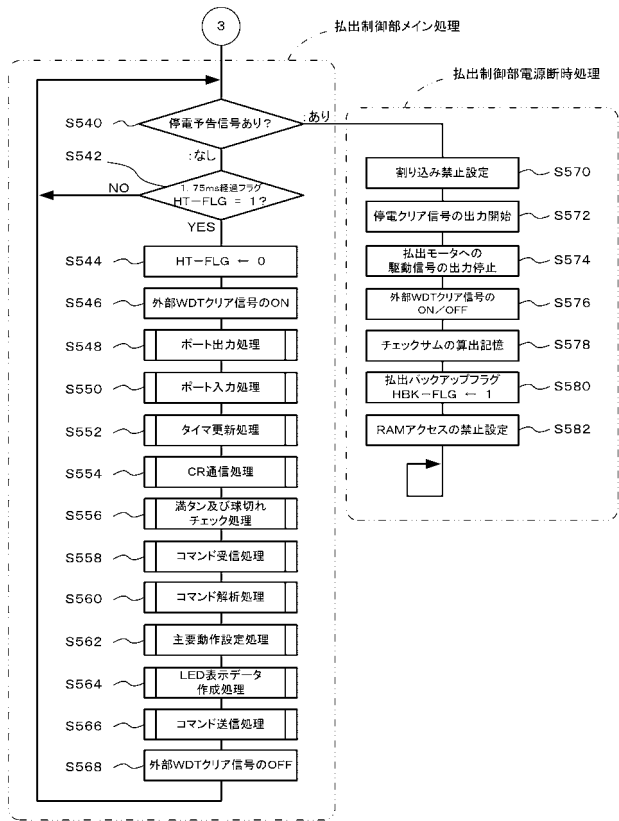 3
払出制御部メイン処理
払出制御部電源断時処理
S540
停電予告信号あり?
:あり
:なし
S542
1.75ms経過フラグ
HT－FLG = 1?
NO
YES
S544
HT－FLG ← 0
S546
外部WDTクリア信号のON
S548
ポート出力処理
S550
ポート入力処理
S552
タイマ更新処理
S554
CR通信処理
S556
満タン及び球切れ
チェック処理
S558
コマンド受信処理
S560
コマンド解析処理
S562
主要動作設定処理
S564
LED表示データ
作成処理
S566
コマンド送信処理
S568
外部WDTクリア信号のOFF
割り込み禁止設定
S570
停電クリア信号の出力開始
S572
払出モータへの
駆動信号の出力停止
S574
外部WDTクリア信号の
ON／OFF
S576
チェックサムの算出記憶
S578
払出バックアップフラグ
HBK－FLG ← 1
S580
RAMアクセスの禁止設定
S582